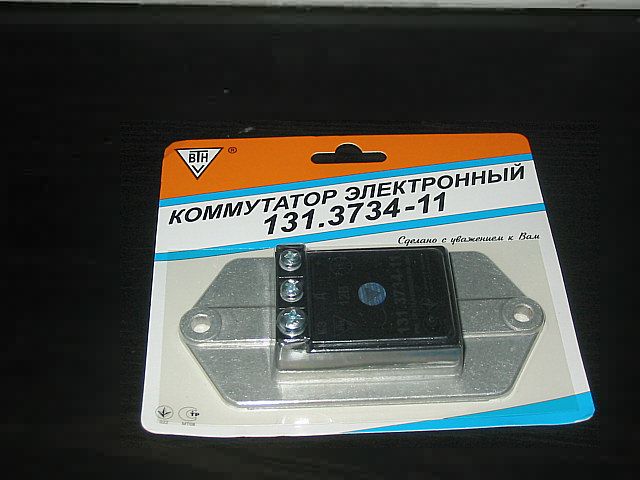 ВТН ®
КОММУТАТОР ЭЛЕКТРОННЫЙ
131.3734-11
Сделано с уважением к Вам